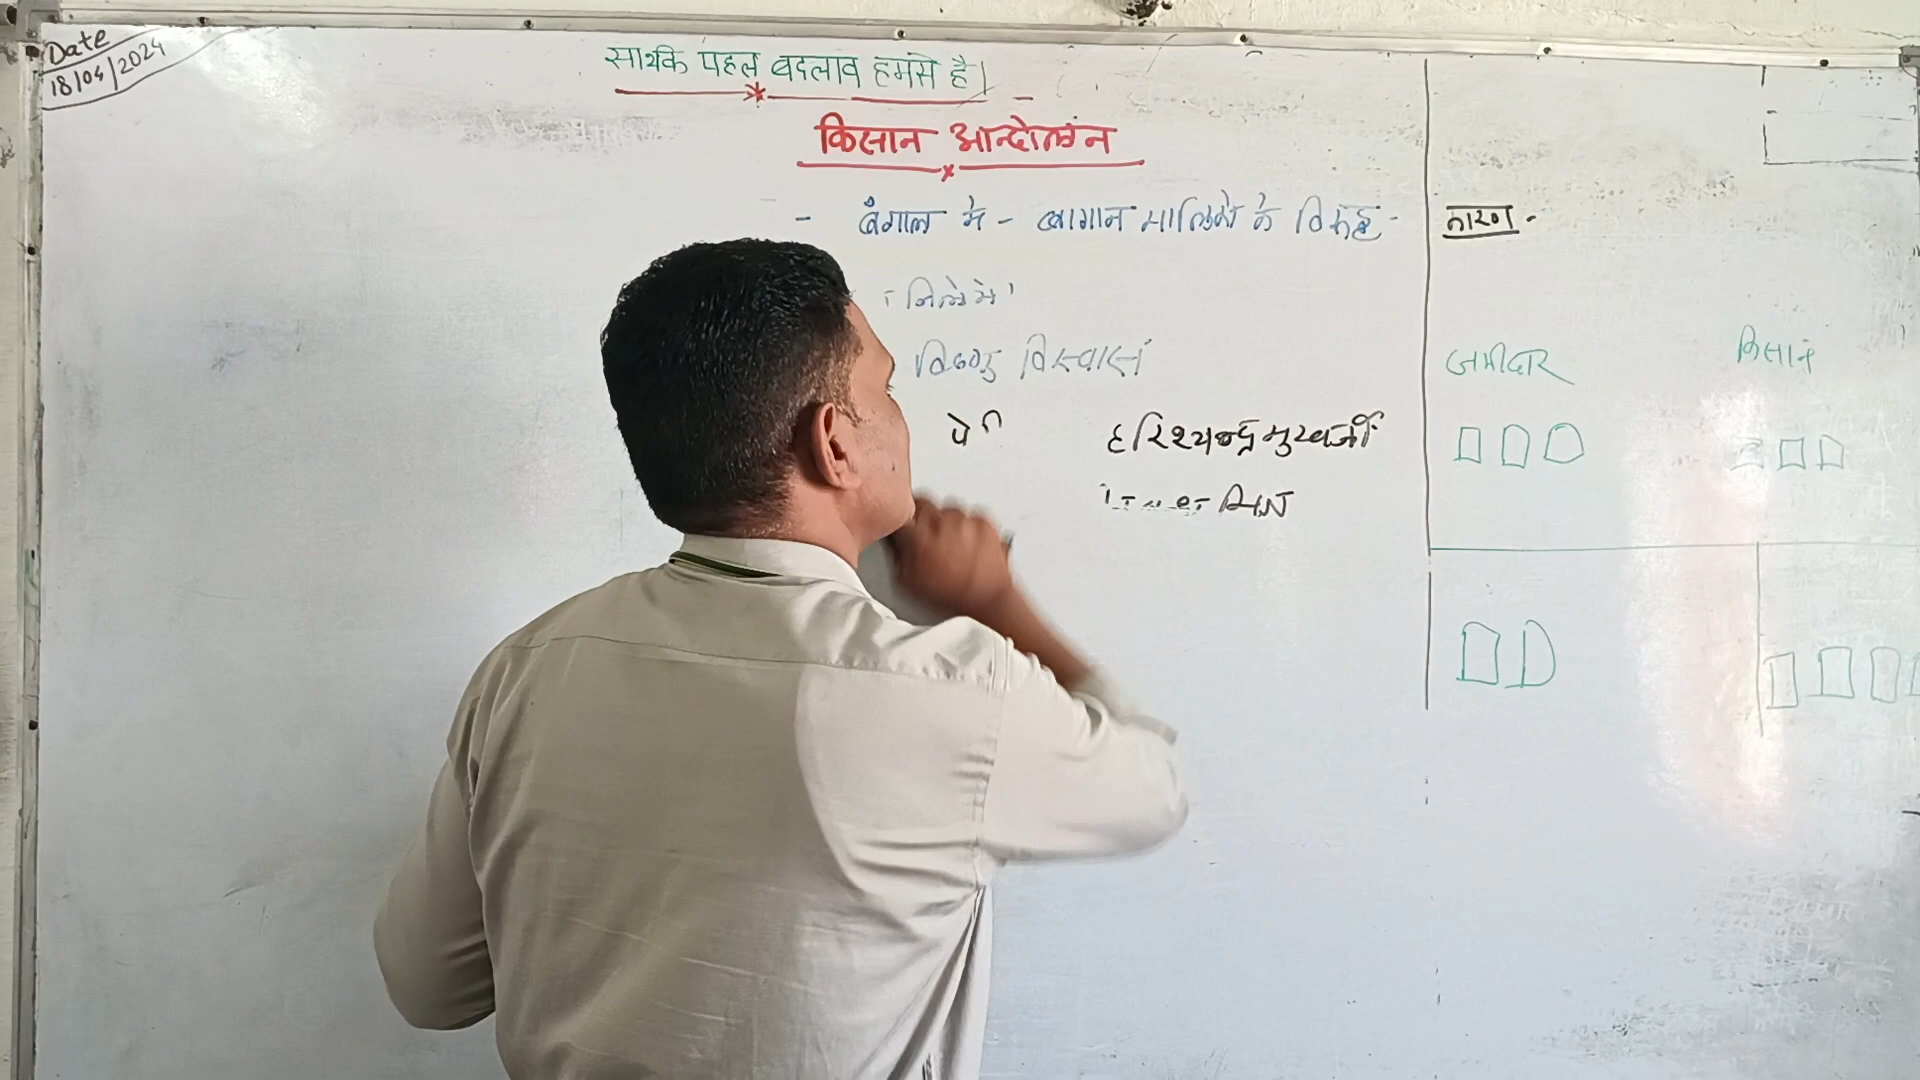 Date
18/04/2024
सार्थक पहल बदलाव हमसे है।
किसान आन्दोलन
- बंगाल में - बागान मालिको के विरुद्ध -
जिले में
विष्णु विस्वास
हरिश्चन्द्र मुखर्जी
मित्र
कारण -
जमीदार
किसान